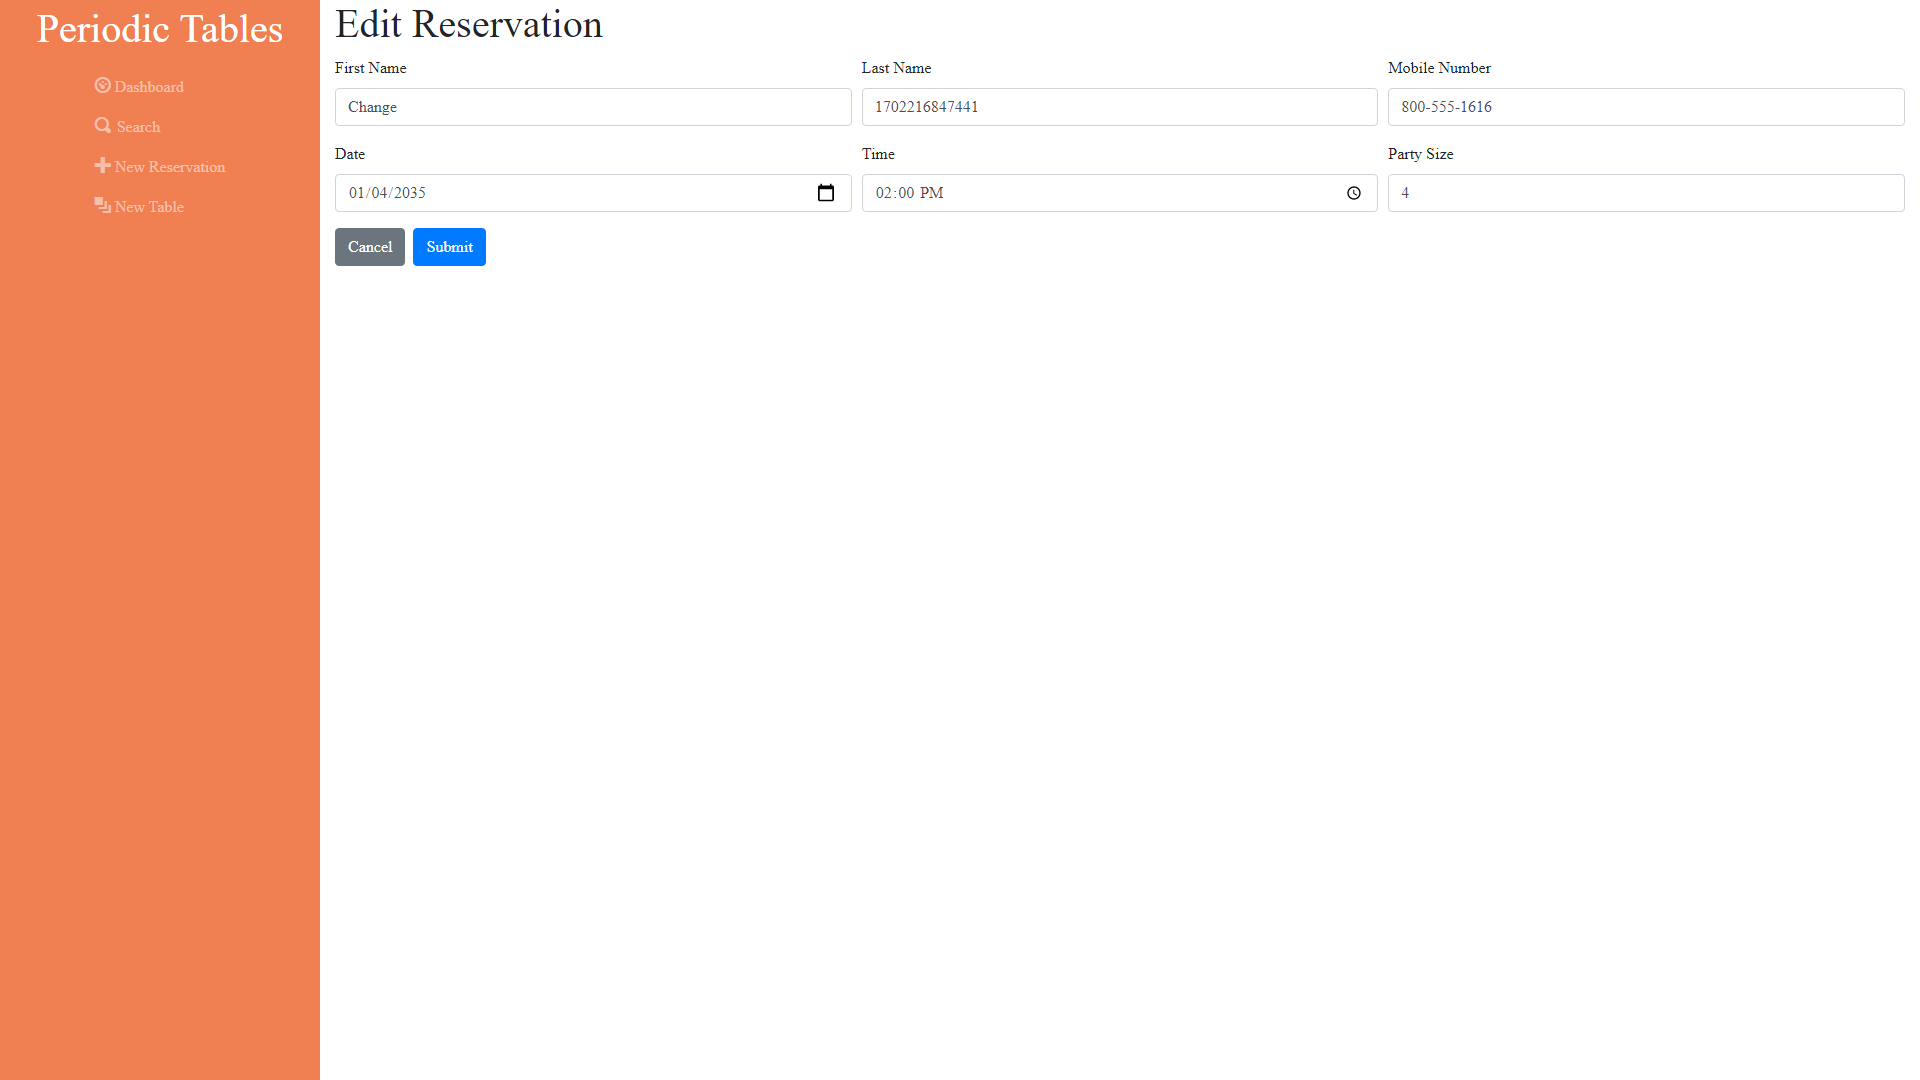 Periodic Tables
Dashboard
Search
New Reservation
New Table
Edit Reservation
First Name
Last Name
Mobile Number
Change
1702216847441
800-555-1616
Date
Time
Party Size
01/04/2035
02:00 PM
4
Cancel
Submit